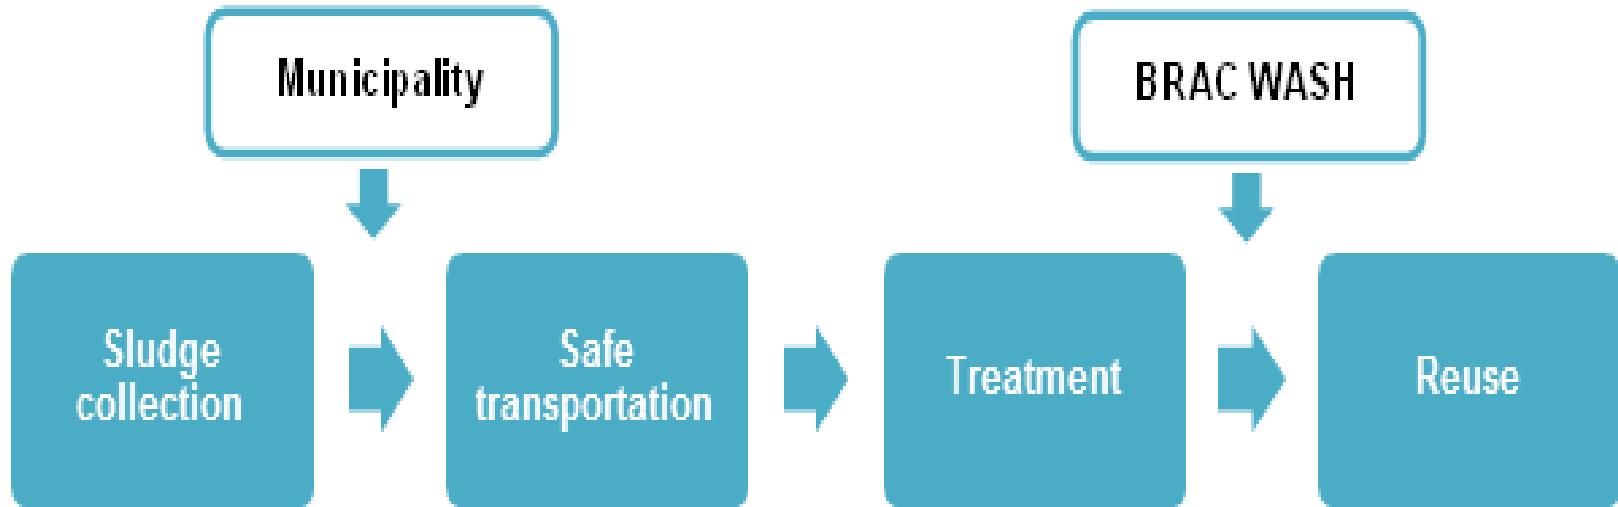 Municipality
BRAC WASH
Sludge
collection
Safe
transportation
Treatment
Reuse